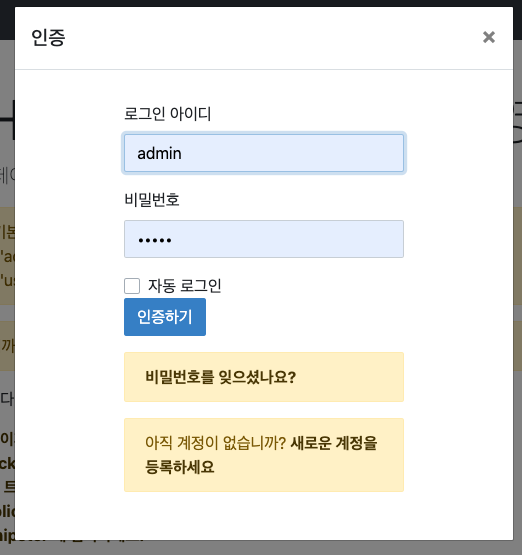 인증
×
로그인 아이디
admin
비밀번호
•••••
자동 로그인
인증하기
비밀번호를 잊으셨나요?
아직 계정이 없습니까? 새로운 계정을
등록하세요